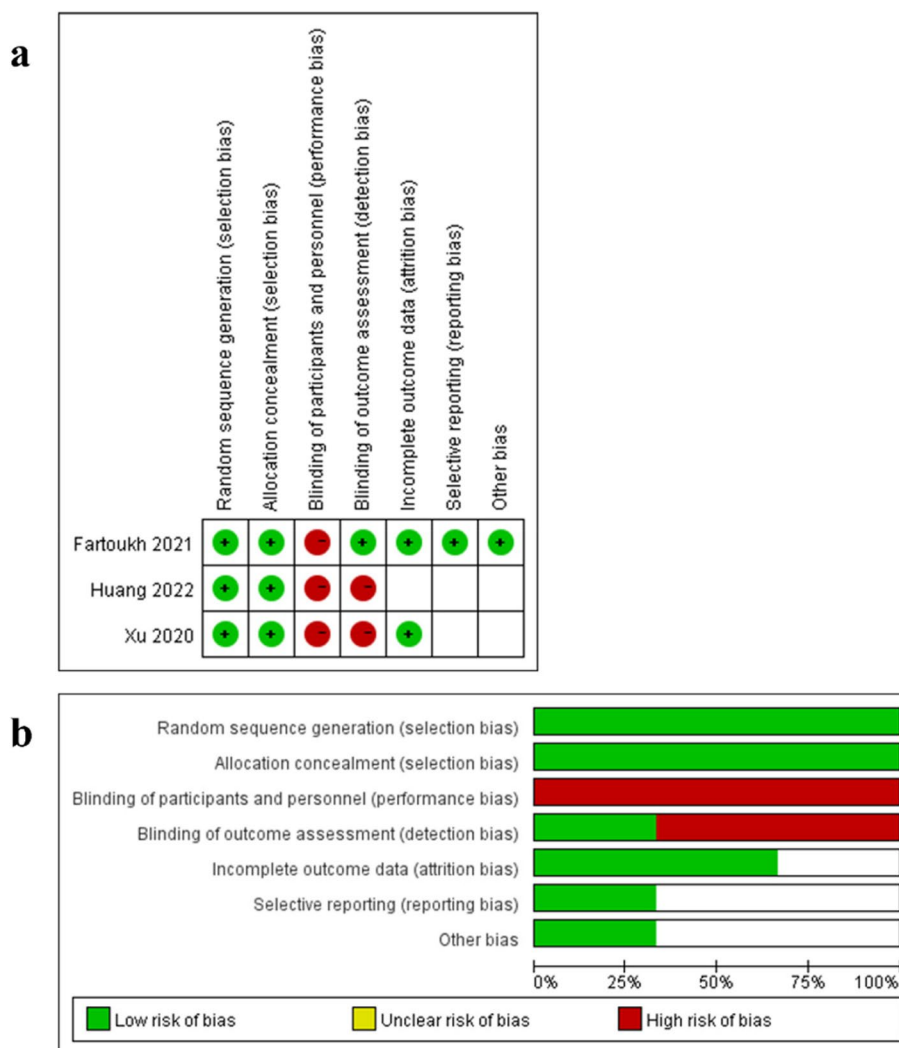 a
Random sequence generation (selection bias)
Allocation concealment (selection bias)
Blinding of participants and personnel (performance bias)
Blinding of outcome assessment (detection bias)
Incomplete outcome data (attrition bias)
Selective reporting (reporting bias)
Other bias
Fartoukh 2021 + + - + + + +
Huang 2022 + + - -
Xu 2020 + + - - +
b
Random sequence generation (selection bias)
Allocation concealment (selection bias)
Blinding of participants and personnel (performance bias)
Blinding of outcome assessment (detection bias)
Incomplete outcome data (attrition bias)
Selective reporting (reporting bias)
Other bias
0% 25% 50% 75% 100%
Low risk of bias Unclear risk of bias High risk of bias